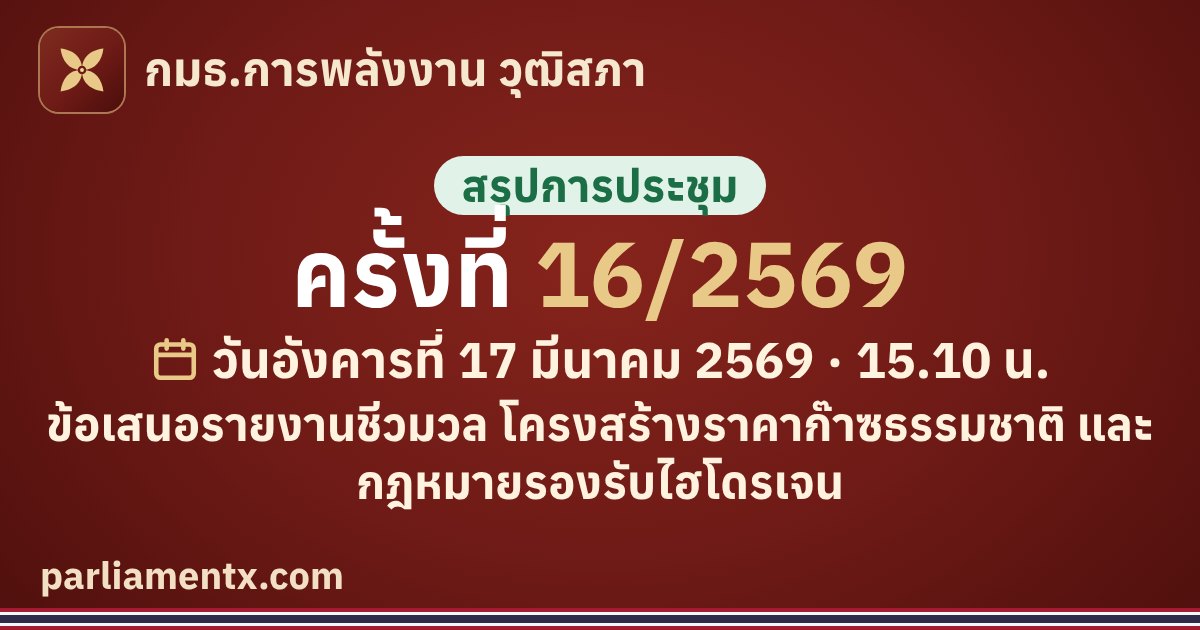 กมธ.การพลังงาน วุฒิสภา
สรุปการประชุม
ครั้งที่ 16/2569
วันอังคารที่ 17 มีนาคม 2569 · 15.10 น.
ข้อเสนอรายงานชีวมวล โครงสร้างราคาก๊าซธรรมชาติ และ
กฎหมายรองรับไฮโดรเจน
parliamentx.com